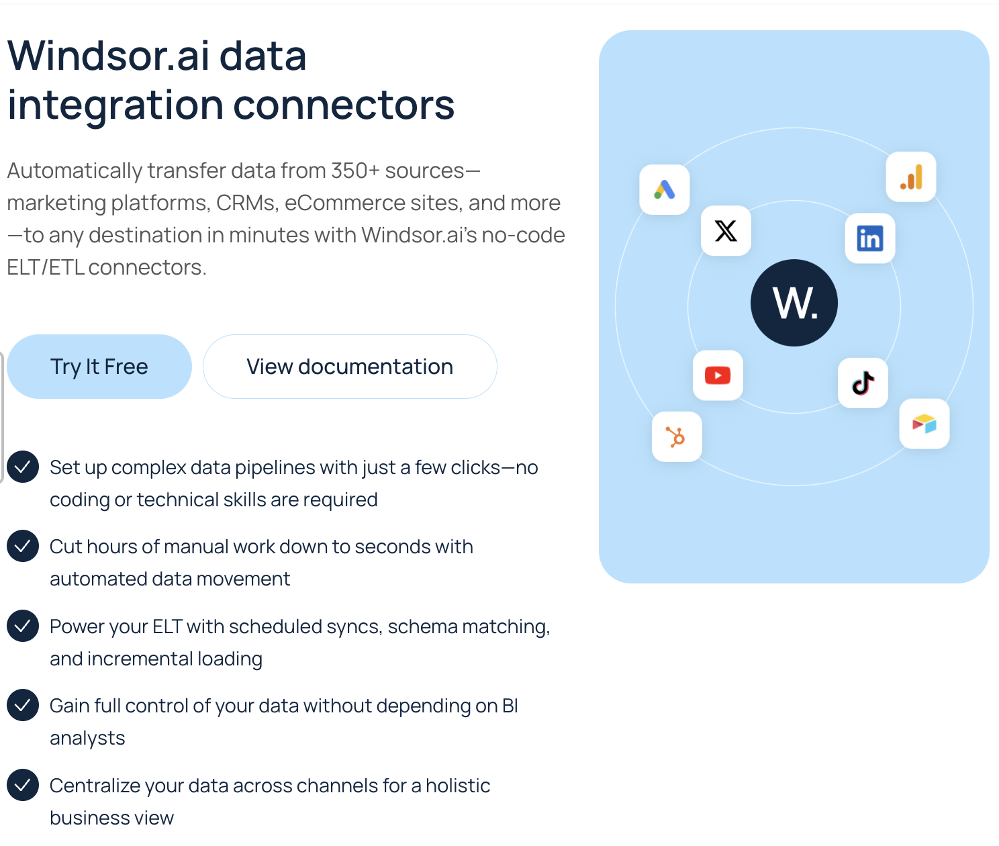 Windsor.ai data
integration connectors
Automatically transfer data from 350+ sources—
marketing platforms, CRMs, eCommerce sites, and more
—to any destination in minutes with Windsor.ai’s no-code
ELT/ETL connectors.
Try It Free
View documentation
Set up complex data pipelines with just a few clicks—no
coding or technical skills are required
Cut hours of manual work down to seconds with
automated data movement
Power your ELT with scheduled syncs, schema matching,
and incremental loading
Gain full control of your data without depending on BI
analysts
Centralize your data across channels for a holistic
business view
X
in
W.